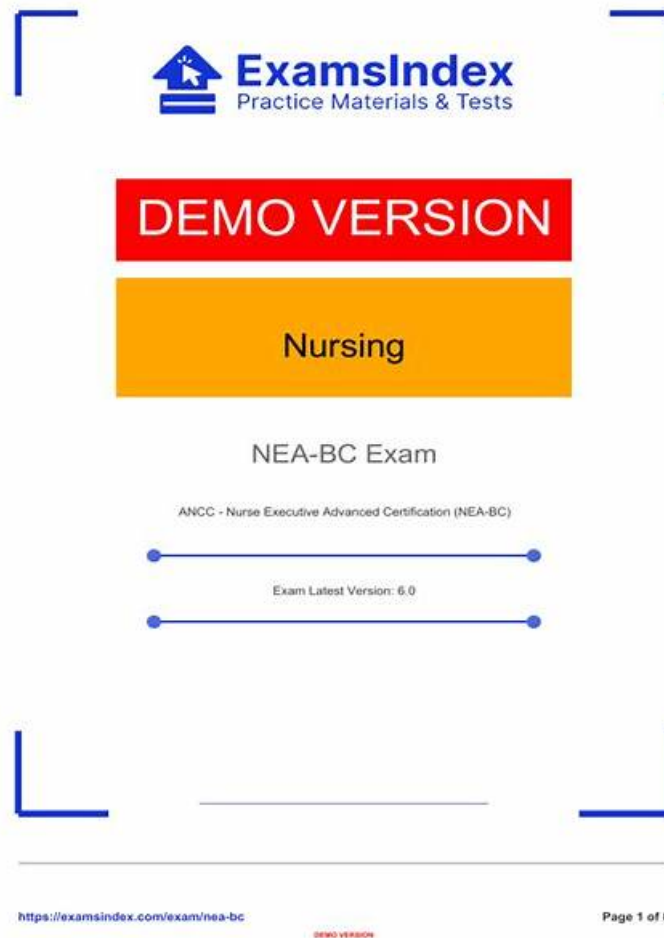 ExamsIndex
Practice Materials & Tests
DEMO VERSION
Nursing
NEA-BC Exam
ANCC - Nurse Executive Advanced Certification (NEA-BC)
Exam Latest Version: 6.0
https://examsindex.com/exam/nea-bc
Page 1 of
DEMO VERSION